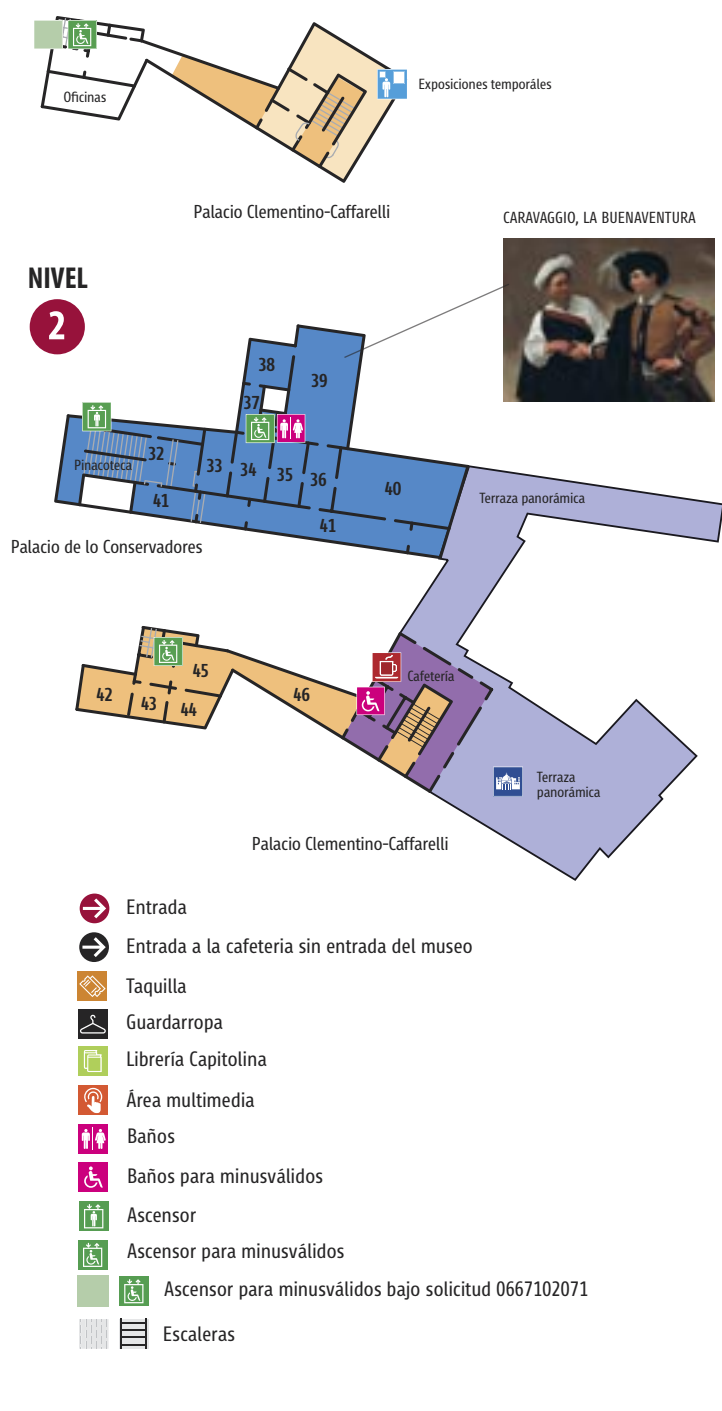 Oficinas
Exposiciones temporáles
Palacio Clementino-Caffarelli
CARAVAGGIO, LA BUENAVENTURA
NIVEL
2
38
39
37
32
33
34
35
36
40
Pinacoteca
41
41
Terraza panorámica
Palacio de lo Conservadores
45
42
43
44
46
Cafetería
Terraza
panorámica
Palacio Clementino-Caffarelli
Entrada
Entrada a la cafeteria sin entrada del museo
Taquilla
Guardarropa
Librería Capitolina
Área multimedia
Baños
Baños para minusválidos
Ascensor
Ascensor para minusválidos
Ascensor para minusválidos bajo solicitud 0667102071
Escaleras